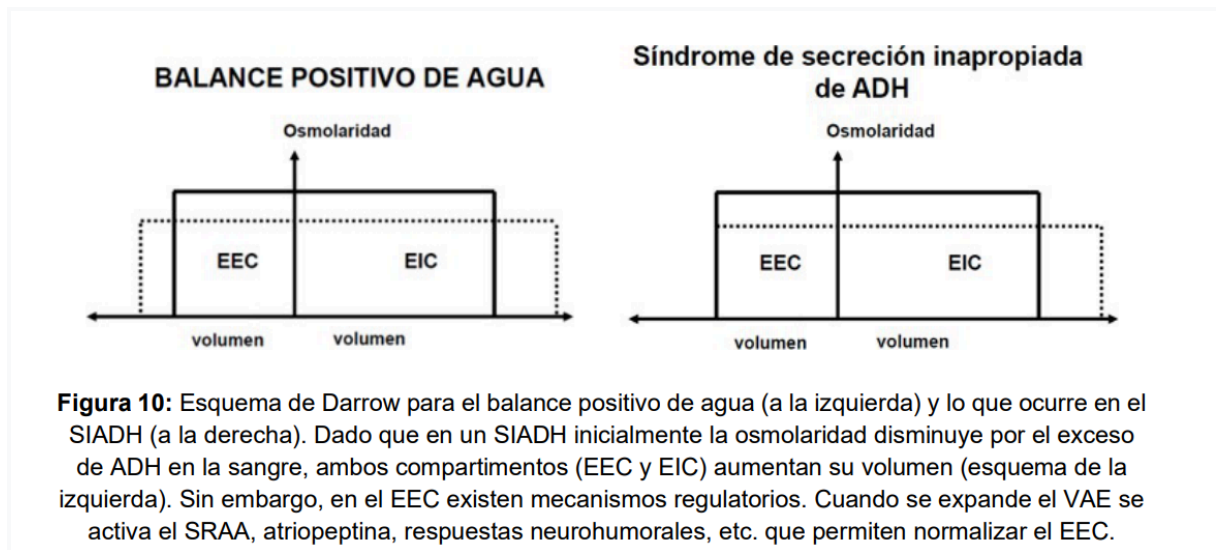 BALANCE POSITIVO DE AGUA
Osmolaridad
EEC
EIC
volumen
volumen
Síndrome de secreción inapropiada
de ADH
Osmolaridad
EEC
EIC
volumen
volumen
Figura 10: Esquema de Darrow para el balance positivo de agua (a la izquierda) y lo que ocurre en el
SIADH (a la derecha). Dado que en un SIADH inicialmente la osmolaridad disminuye por el exceso
de ADH en la sangre, ambos compartimentos (EEC y EIC) aumentan su volumen (esquema de la
izquierda). Sin embargo, en el EEC existen mecanismos regulatorios. Cuando se expande el VAE se
activa el SRAA, atriopeptina, respuestas neurohumorales, etc. que permiten normalizar el EEC.